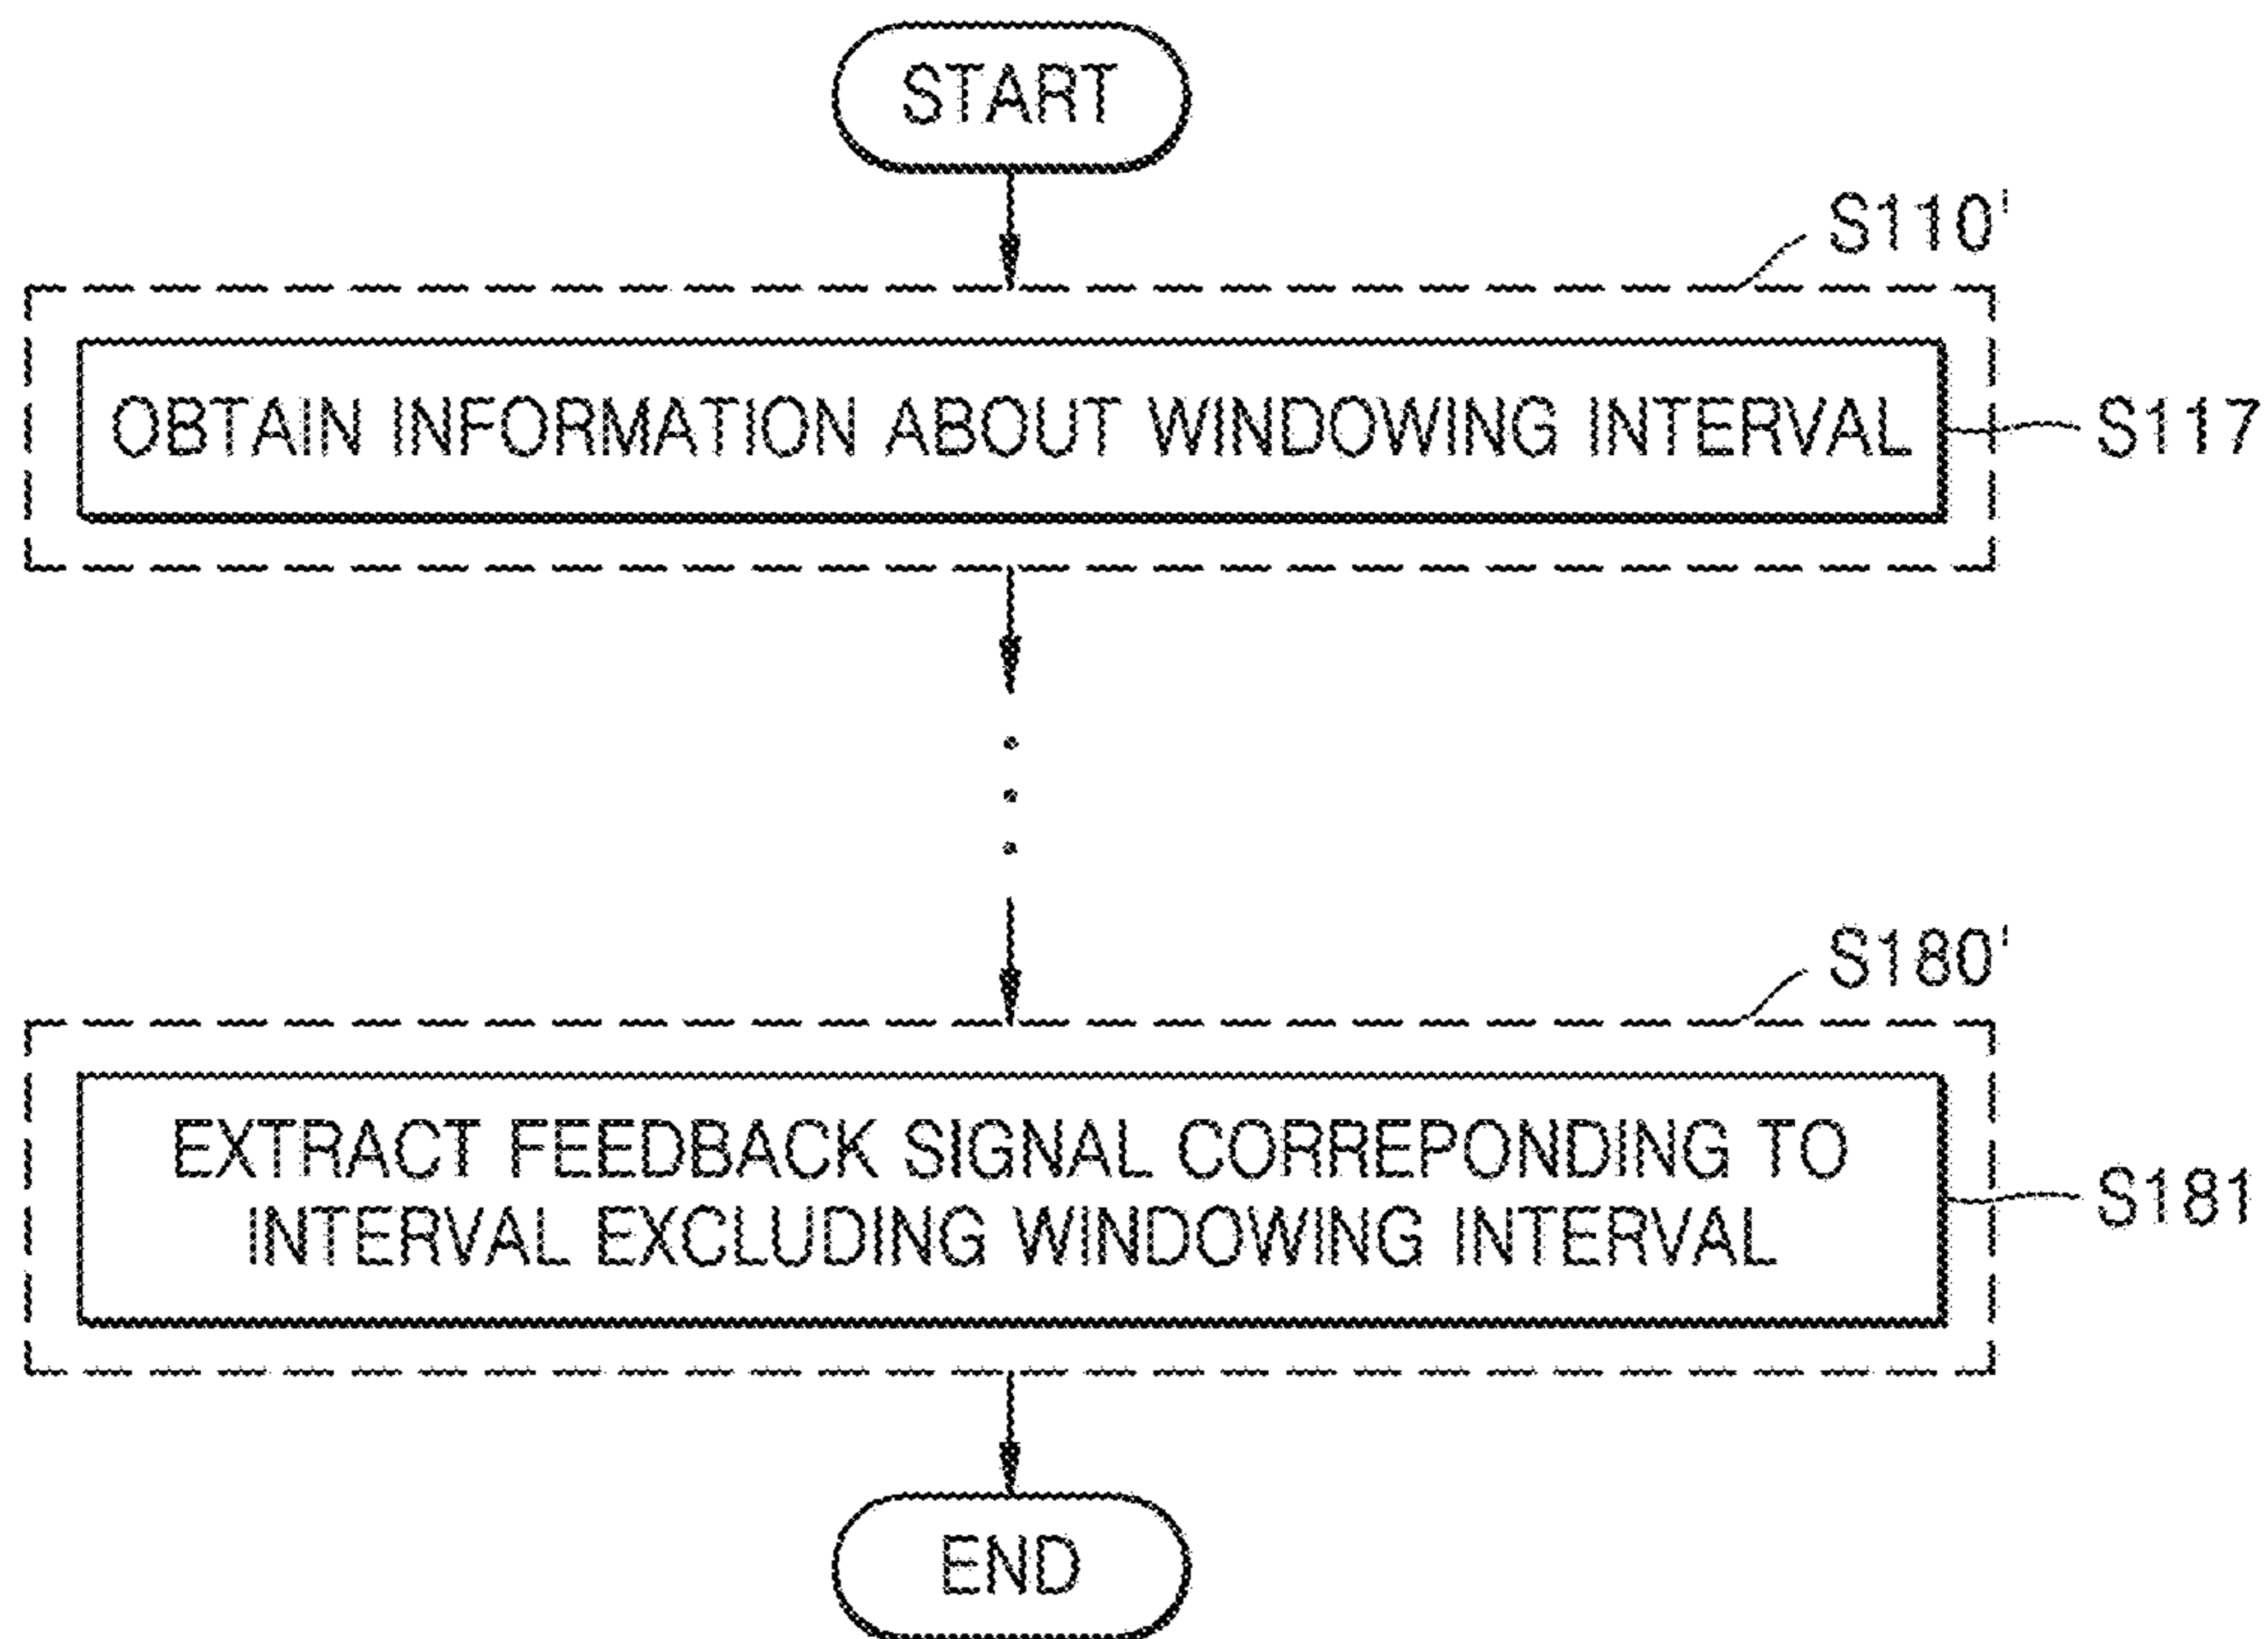 START
S110'
OBTAIN INFORMATION ABOUT WINDOWING INTERVAL
S117
S180'
EXTRACT FEEDBACK SIGNAL CORREPONDING TO
INTERVAL EXCLUDING WINDOWING INTERVAL
S181
END